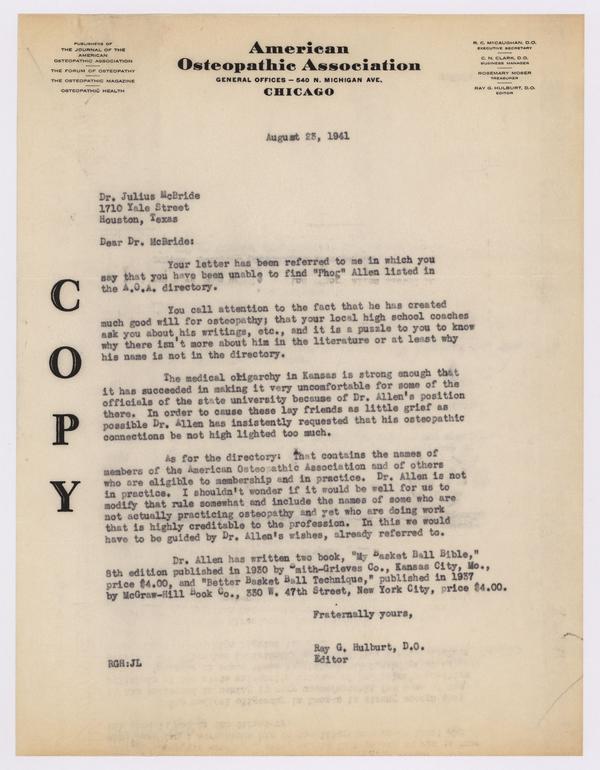 PUBLISHERS OF
THE JOURNAL OF THE
AMERICAN
OSTEOPATHIC ASSOCIATION
THE FORUM OF OSTEOPATHY
THE OSTEOPATHIC MAGAZINE
OSTEOPATHIC HEALTH
American
Osteopathic Association
GENERAL OFFICES — 540 N. MICHIGAN AVE.
CHICAGO
R. C. McCAUGHAN, D.O.
EXECUTIVE SECRETARY
C. N. CLARK, D.O.
BUSINESS MANAGER
ROSEMARY MOSER
TREASURER
RAY G. HULBURT, D.O.
EDITOR
August 23, 1941
Dr. Julius McBride
1710 Yale Street
Houston, Texas
Dear Dr. McBride:
Your letter has been referred to me in which you
say that you have been unable to find "Phog" Allen listed in
the A.O.A. directory.
You call attention to the fact that he has created
much good will for osteopathy; that your local high school coaches
ask you about his writings, etc., and it is a puzzle to you to know
why there isn't more about him in the literature or at least why
his name is not in the directory.
The medical oligarchy in Kansas is strong enough that
it has succeeded in making it very uncomfortable for some of the
officials of the state university because of Dr. Allen's position
there. In order to cause these lay friends as little grief as
possible Dr. Allen has insistently requested that his osteopathic
connections be not high lighted too much.
As for the directory: That contains the names of
members of the American Osteopathic Association and of others
who are eligible to membership and in practice. Dr. Allen is not
in practice. I shouldn't wonder if it would be well for us to
modify that rule somewhat and include the names of some who are
not actually practicing osteopathy and yet who are doing work
that is highly creditable to the profession. In this we would
have to be guided by Dr. Allen's wishes, already referred to.
Dr. Allen has written two book, "My Basket Ball Bible,"
8th edition published in 1930 by Smith-Grieves Co., Kansas City, Mo.,
price $4.00, and "Better Basket Ball Technique," published in 1937
by McGraw-Hill Book Co., 330 W. 47th Street, New York City, price $4.00.
Fraternally yours,
Ray G. Hulburt, D.O.
Editor
RGH:JL
COPY